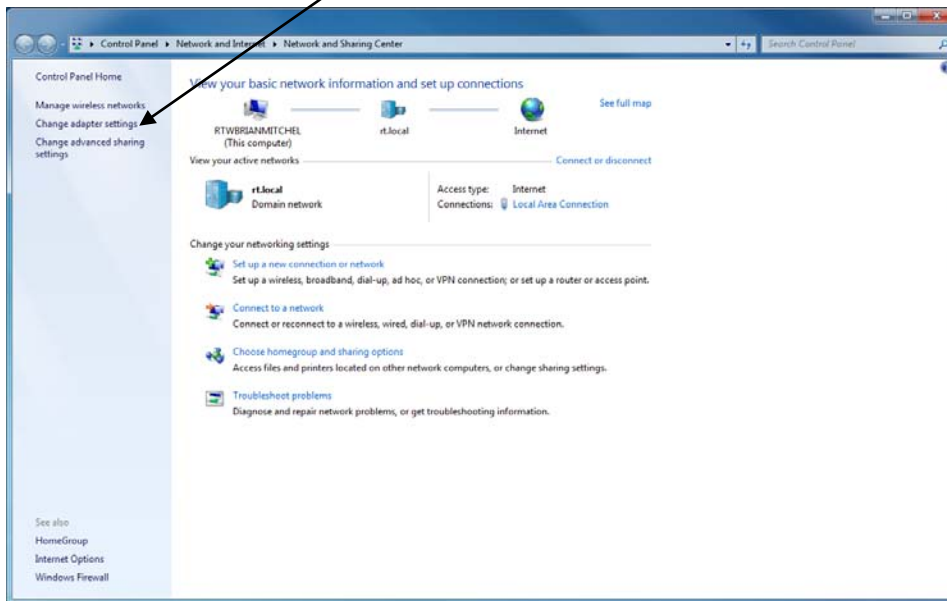 Control Panel ▸ Network and Internet ▸ Network and Sharing Center
Search Control Panel
Control Panel Home
Manage wireless networks
Change adapter settings
Change advanced sharing
settings
See also
HomeGroup
Internet Options
Windows Firewall
View your basic network information and set up connections
See full map
RTWBRIANMITCHEL
(This computer)
rt.local
Internet
View your active networks
Connect or disconnect
rt.local
Domain network
Access type: Internet
Connections: Local Area Connection
Change your networking settings
Set up a new connection or network
Set up a wireless, broadband, dial-up, ad hoc, or VPN connection; or set up a router or access point.
Connect to a network
Connect or reconnect to a wireless, wired, dial-up, or VPN network connection.
Choose homegroup and sharing options
Access files and printers located on other network computers, or change sharing settings.
Troubleshoot problems
Diagnose and repair network problems, or get troubleshooting information.